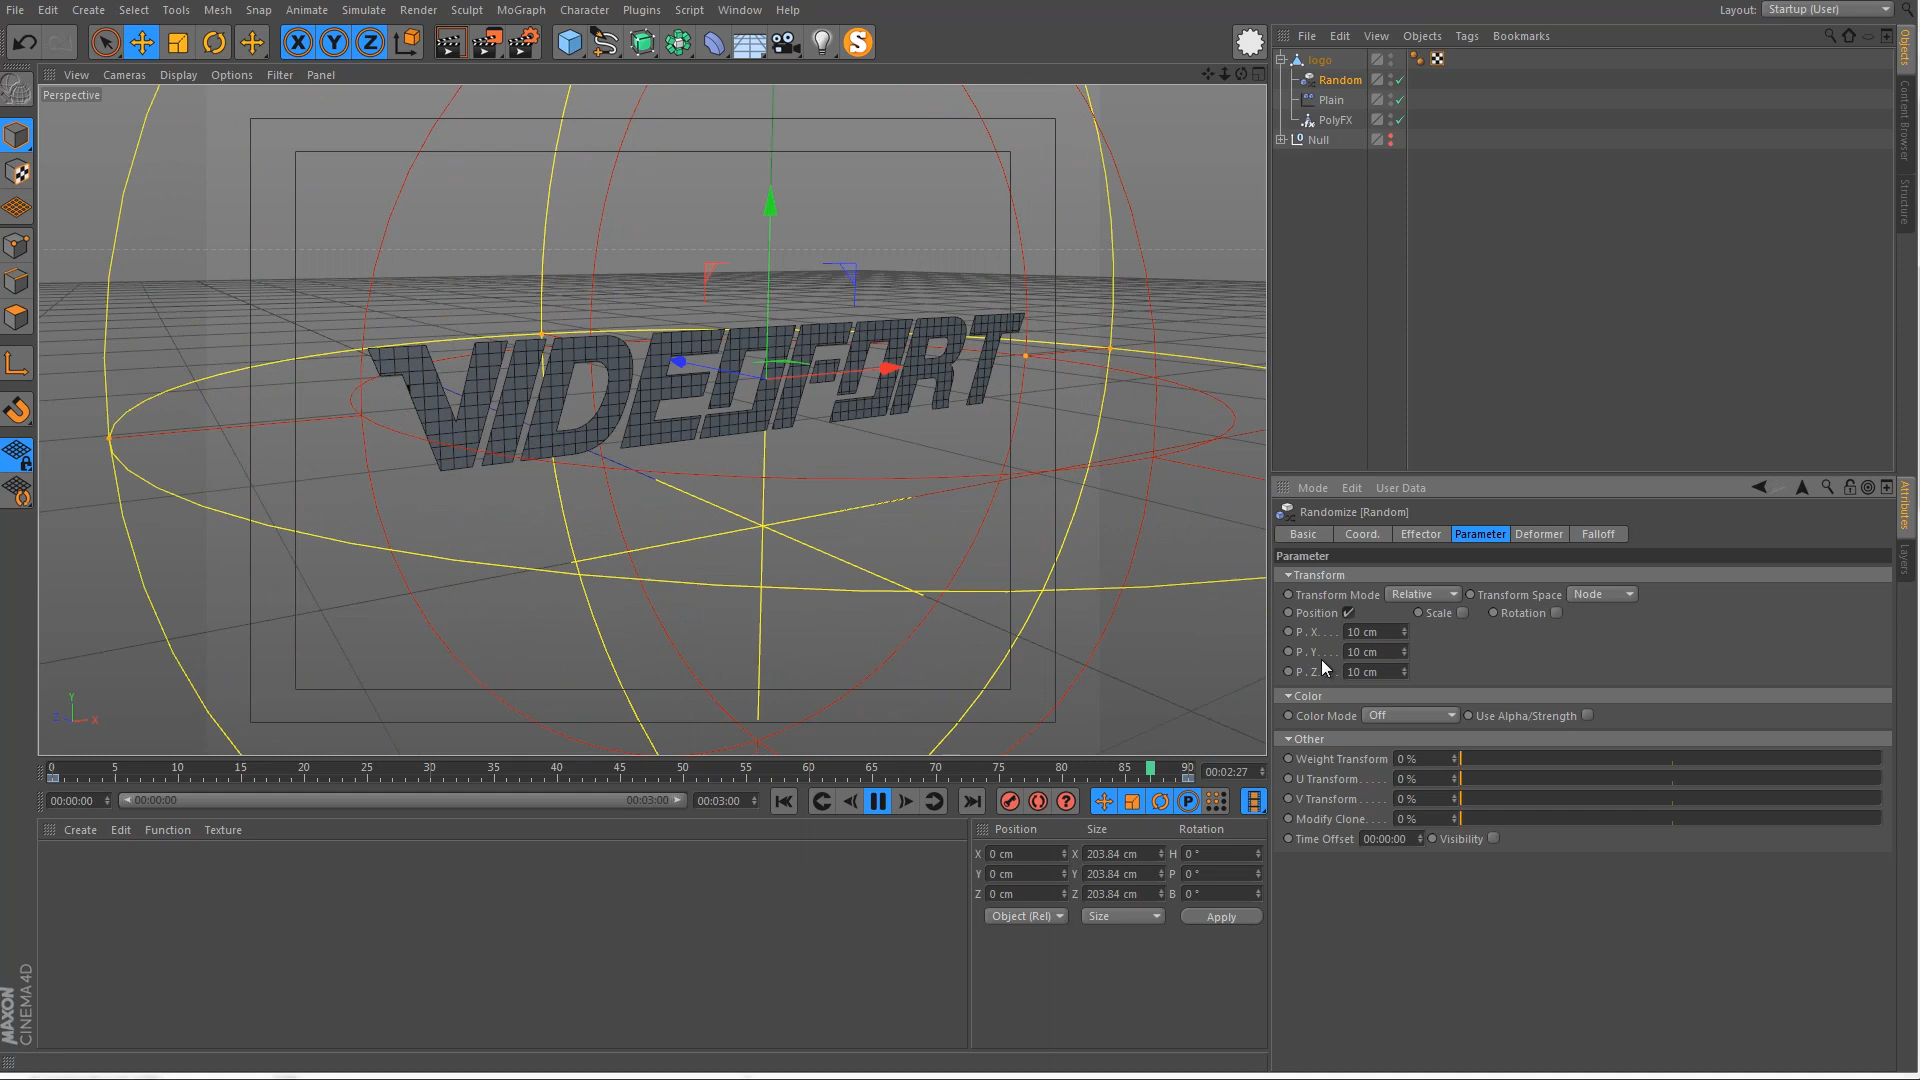 File Edit Create Select Tools Mesh Snap Animate Simulate Render Sculpt MoGraph Character Plugins Script Window Help
Layout: Startup (User)
File Edit View Objects Tags Bookmarks
View Cameras Display Options Filter Panel
Perspective
logo
Random
Plain
PolyFX
Null
Objects
Content Browser
Structure
VIDEOFORT
Y
Z X
Mode Edit User Data
Randomize [Random]
Basic Coord. Effector Parameter Deformer Falloff
Parameter
Transform
Transform Mode Relative Transform Space Node
Position Scale Rotation
P . X . . . . 10 cm
P . Y . . . . 10 cm
P . Z . 10 cm
Color
Color Mode Off Use Alpha/Strength
Other
Weight Transform 0 %
U Transform . . . . . 0 %
V Transform . . . . . 0 %
Modify Clone . . . . 0 %
Time Offset 00:00:00 Visibility
Attributes
Layers
0 5 10 15 20 25 30 35 40 45 50 55 60 65 70 75 80 85 90 00:02:27
00:00:00 00:00:00 00:03:00 00:03:00
Create Edit Function Texture
Position Size Rotation
X 0 cm X 203.84 cm H 0 °
Y 0 cm Y 203.84 cm P 0 °
Z 0 cm Z 203.84 cm B 0 °
Object (Rel) Size Apply
MAXON
CINEMA 4D